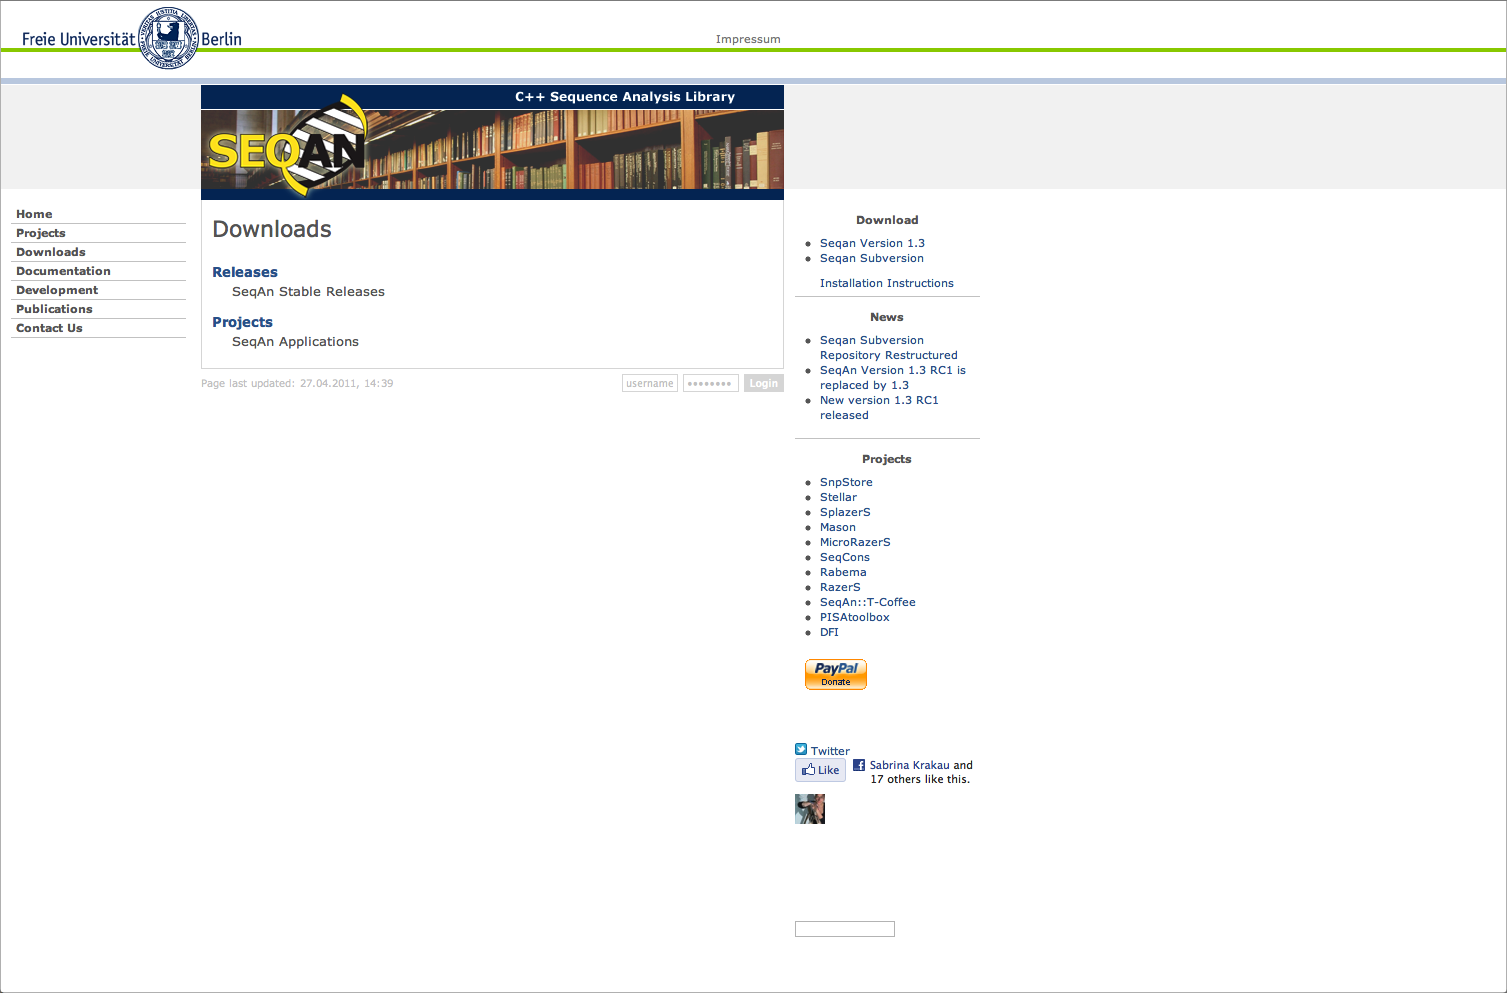 Freie Universität Berlin
Impressum
C++ Sequence Analysis Library
SEQAN
Home
Projects
Downloads
Documentation
Development
Publications
Contact Us
Downloads
Releases
SeqAn Stable Releases
Projects
SeqAn Applications
Page last updated: 27.04.2011, 14:39
username •••••••• Login
Download
Seqan Version 1.3
Seqan Subversion
Installation Instructions
News
Seqan Subversion
Repository Restructured
SeqAn Version 1.3 RC1 is
replaced by 1.3
New version 1.3 RC1
released
Projects
SnpStore
Stellar
SplazerS
Mason
MicroRazerS
SeqCons
Rabema
RazerS
SeqAn::T-Coffee
PISAtoolbox
DFI
PayPal
Donate
Twitter
Like
Sabrina Krakau and
17 others like this.